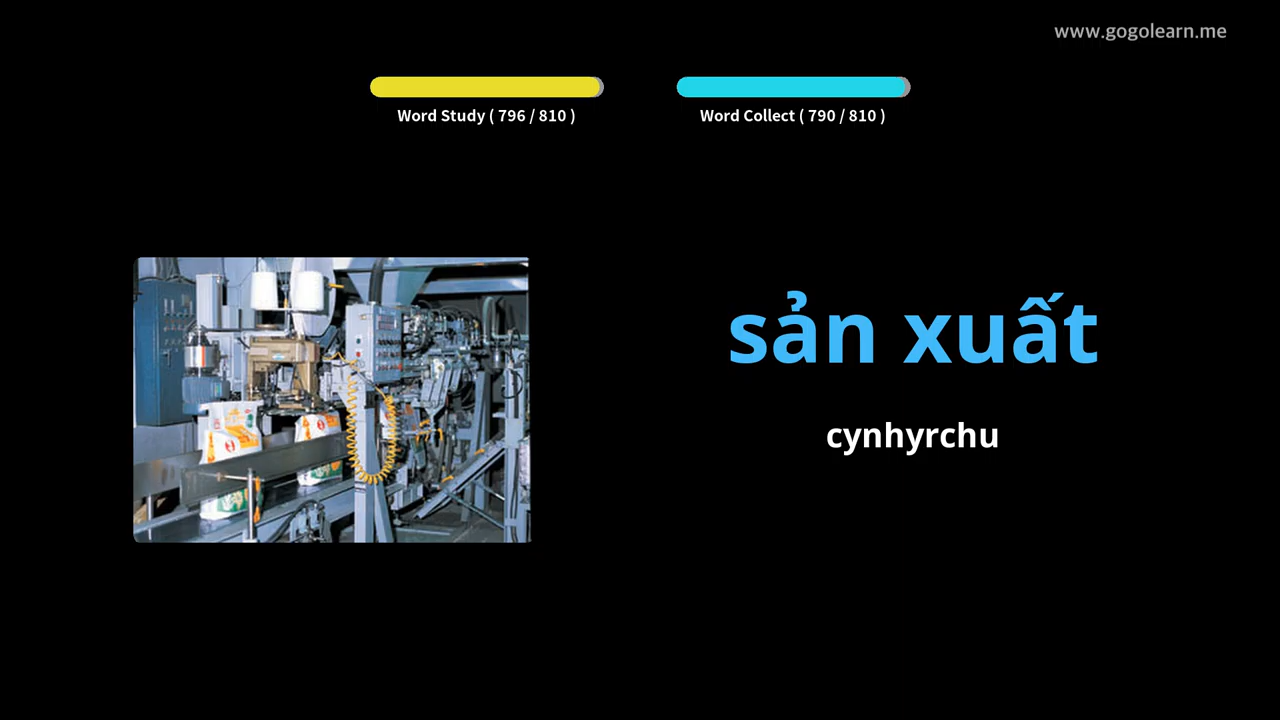 www.gogolearn.me
Word Study ( 796 / 810 )
Word Collect ( 790 / 810 )
sản xuất
cynhyrchu